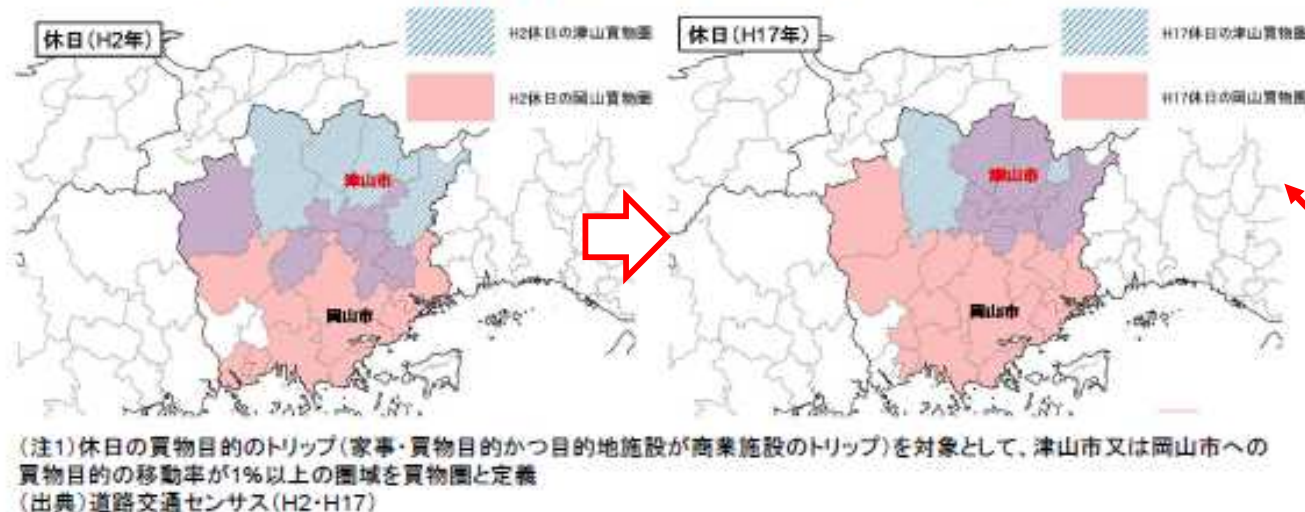 休日(H2年)
H2休日の津山買物圏
H2休日の岡山買物圏
津山市
岡山市
休日(H17年)
H17休日の津山買物圏
H17休日の岡山買物圏
津山市
岡山市
(注1)休日の買物目的のトリップ(家事・買物目的かつ目的地施設が商業施設のトリップ)を対象として、津山市又は岡山市への
買物目的の移動率が1%以上の圏域を買物圏と定義
(出典)道路交通センサス(H2・H17)